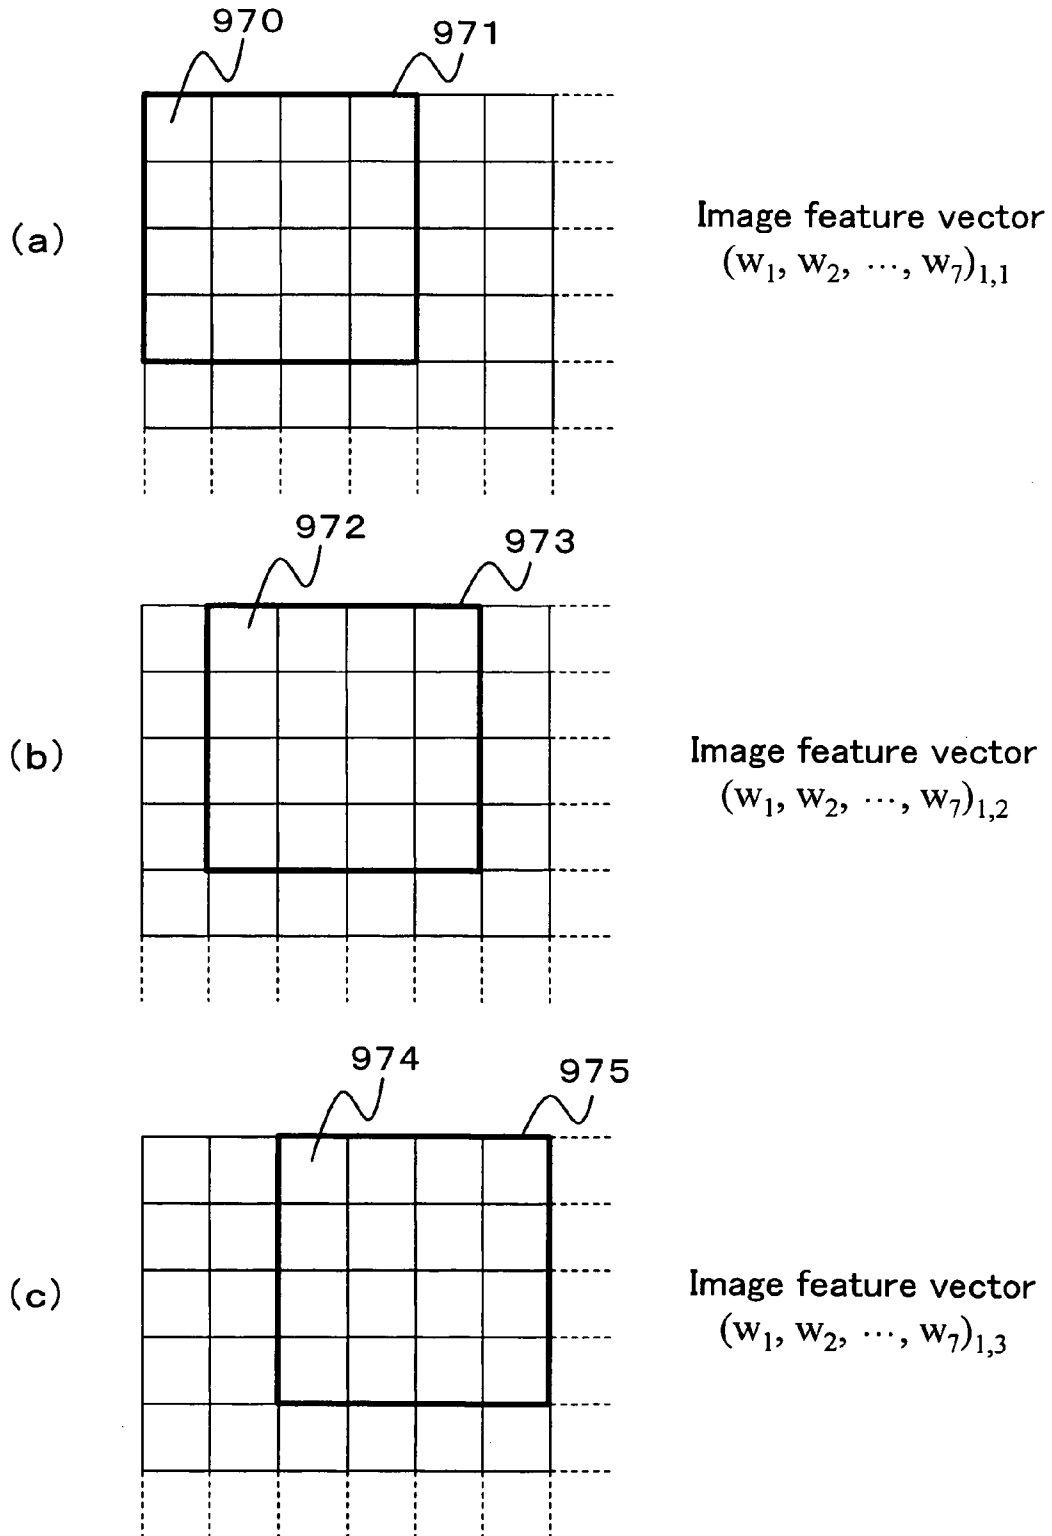 970
971
(a)
Image feature vector
(w₁, w₂, ⋯, w₇)₁,₁
972
973
(b)
Image feature vector
(w₁, w₂, ⋯, w₇)₁,₂
974
975
(c)
Image feature vector
(w₁, w₂, ⋯, w₇)₁,₃